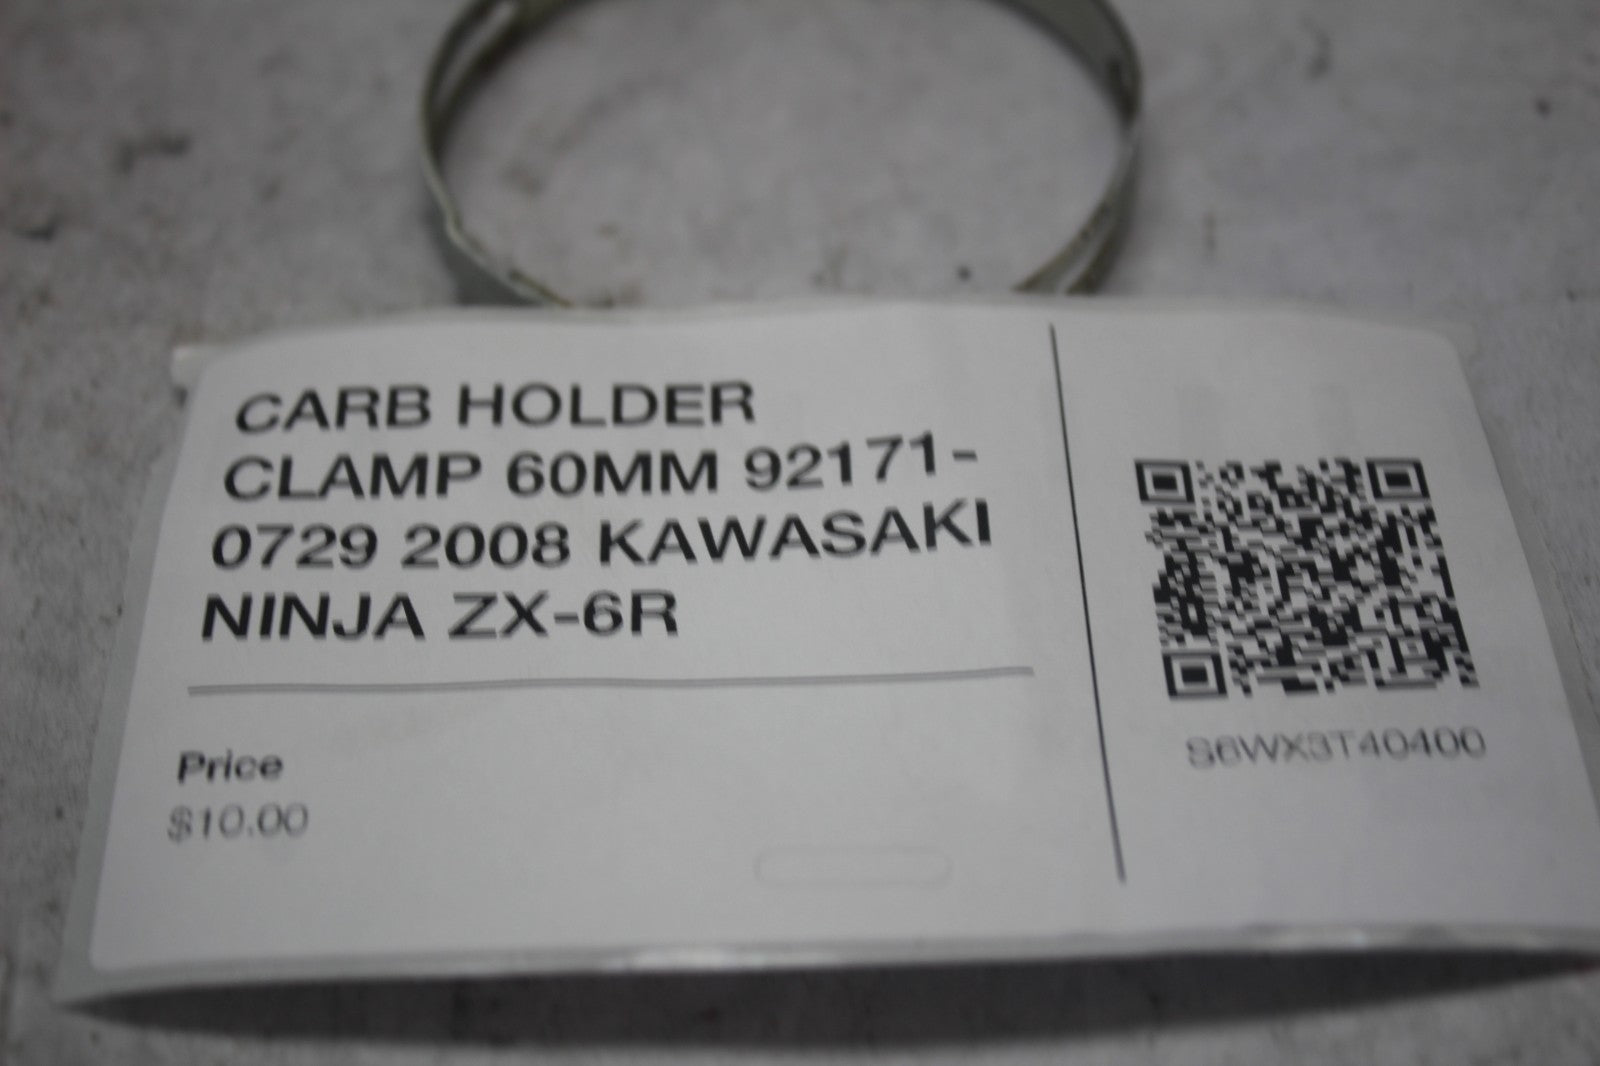 CARB HOLDER
CLAMP 60MM 92171-
0729 2008 KAWASAKI
NINJA ZX-6R
Price
$10.00
S6WX3T40400